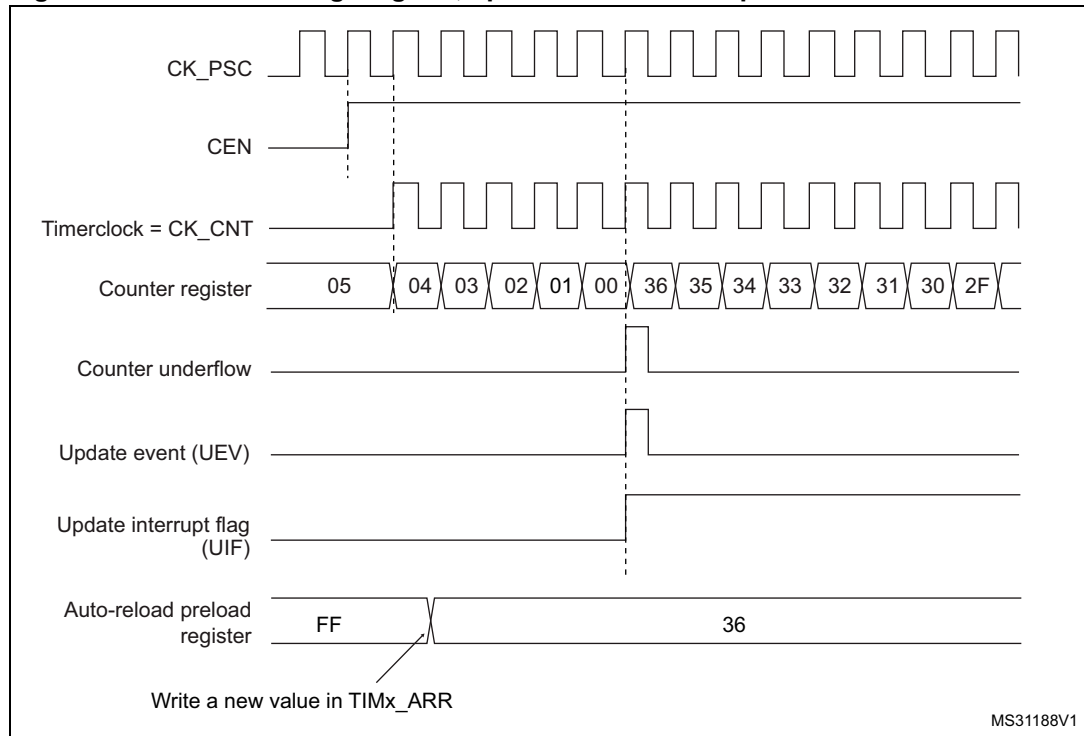 CK_PSC
CEN
Timerclock = CK_CNT
Counter register 05 04 03 02 01 00 36 35 34 33 32 31 30 2F
Counter underflow
Update event (UEV)
Update interrupt flag
(UIF)
Auto-reload preload
register FF 36
Write a new value in TIMx_ARR
MS31188V1